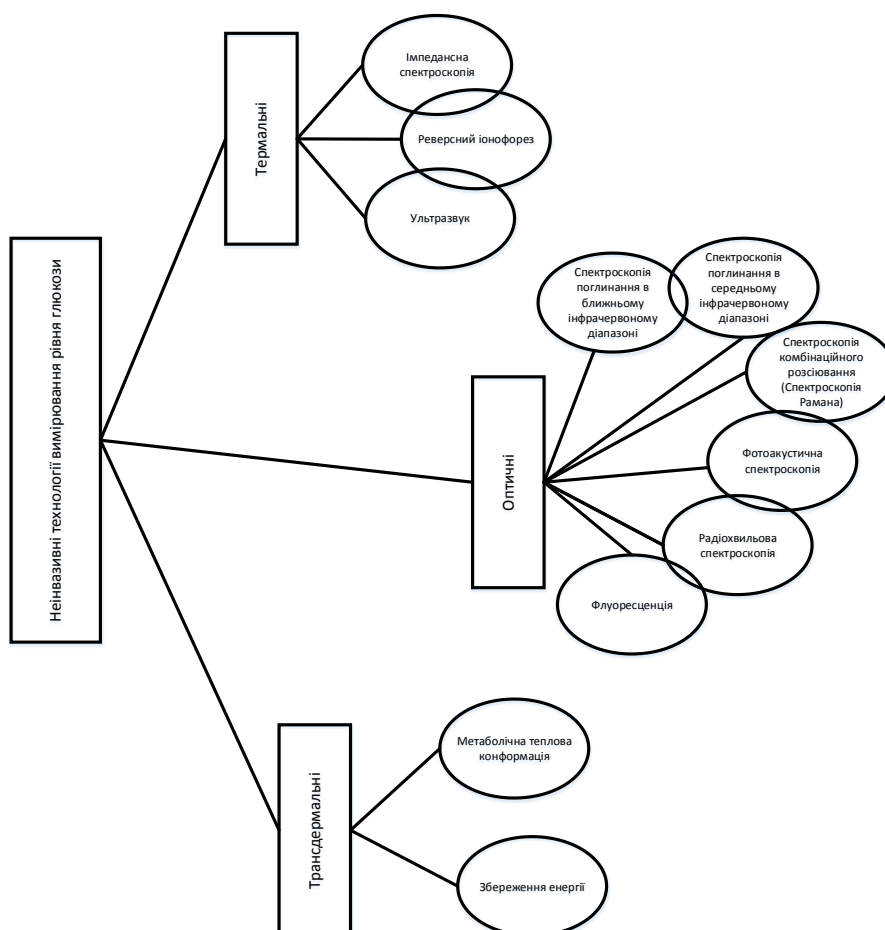 Неінвазивні технології вимірювання рівня глюкози
Термальні
Імпедансна
спектроскопія
Реверсний іонофорез
Ультразвук
Оптичні
Спектроскопія
поглинання в
ближньому
інфрачервоному
діапазоні
Спектроскопія
поглинання в
середньому
інфрачервоному
діапазоні
Спектроскопія
комбінаційного
розсіювання
(Спектроскопія
Рамана)
Фотоакустична
спектроскопія
Радіохвильова
спектроскопія
Флуоресценція
Трансдермальні
Метаболічна теплова
конформація
Збереження енергії